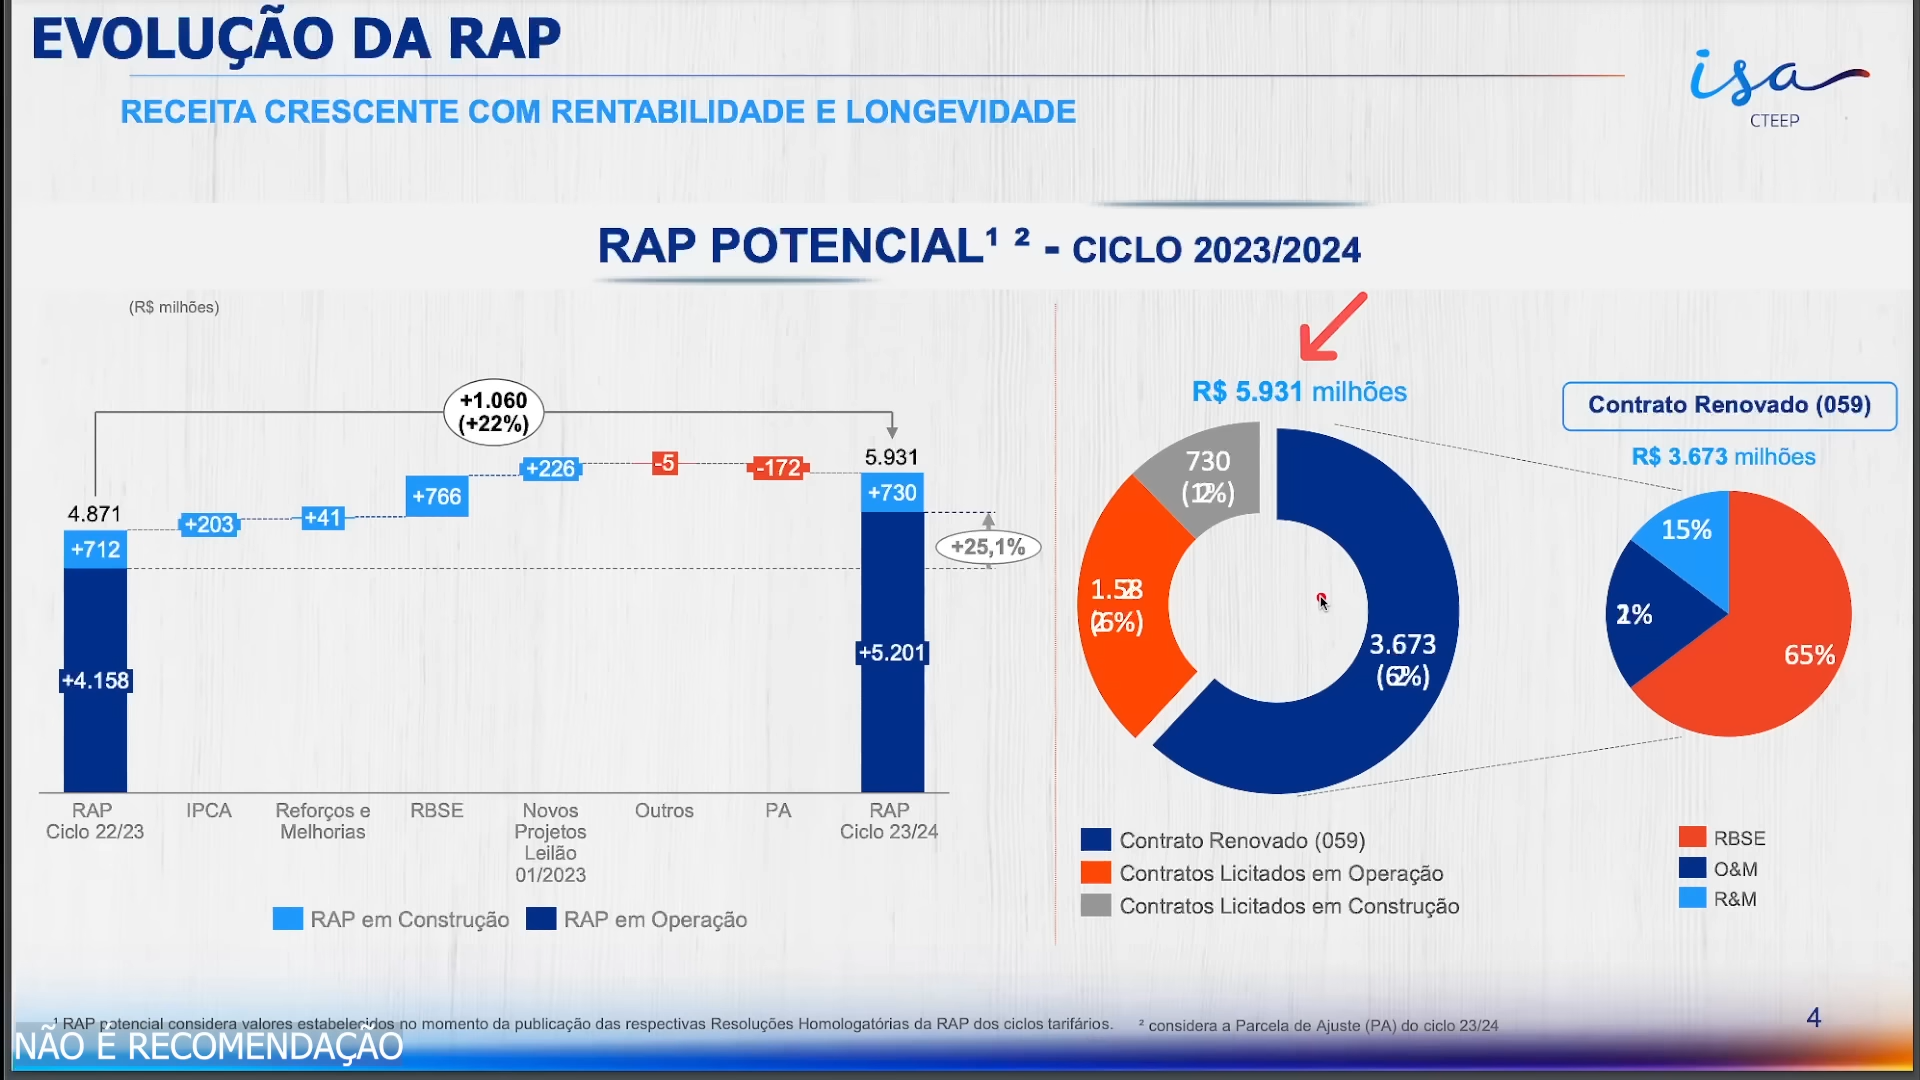 EVOLUÇÃO DA RAP
RECEITA CRESCENTE COM RENTABILIDADE E LONGEVIDADE
isa
CTEEP
RAP POTENCIAL¹ ² - CICLO 2023/2024
(R$ milhões)
+1.060
(+22%)
4.871
+712
+4.158
+203
+41
+766
+226
-5
-172
5.931
+730
+5.201
+25,1%
RAP
Ciclo 22/23
IPCA
Reforços e
Melhorias
RBSE
Novos
Projetos
Leilão
01/2023
Outros
PA
RAP
Ciclo 23/24
RAP em Construção
RAP em Operação
R$ 5.931 milhões
730
3.673
Contrato Renovado (059)
Contratos Licitados em Operação
Contratos Licitados em Construção
Contrato Renovado (059)
R$ 3.673 milhões
15%
65%
RBSE
O&M
R&M
¹ RAP potencial considera valores estabelecidos no momento da publicação das respectivas Resoluções Homologatórias da RAP dos ciclos tarifários.
² considera a Parcela de Ajuste (PA) do ciclo 23/24
4
NÃO É RECOMENDAÇÃO